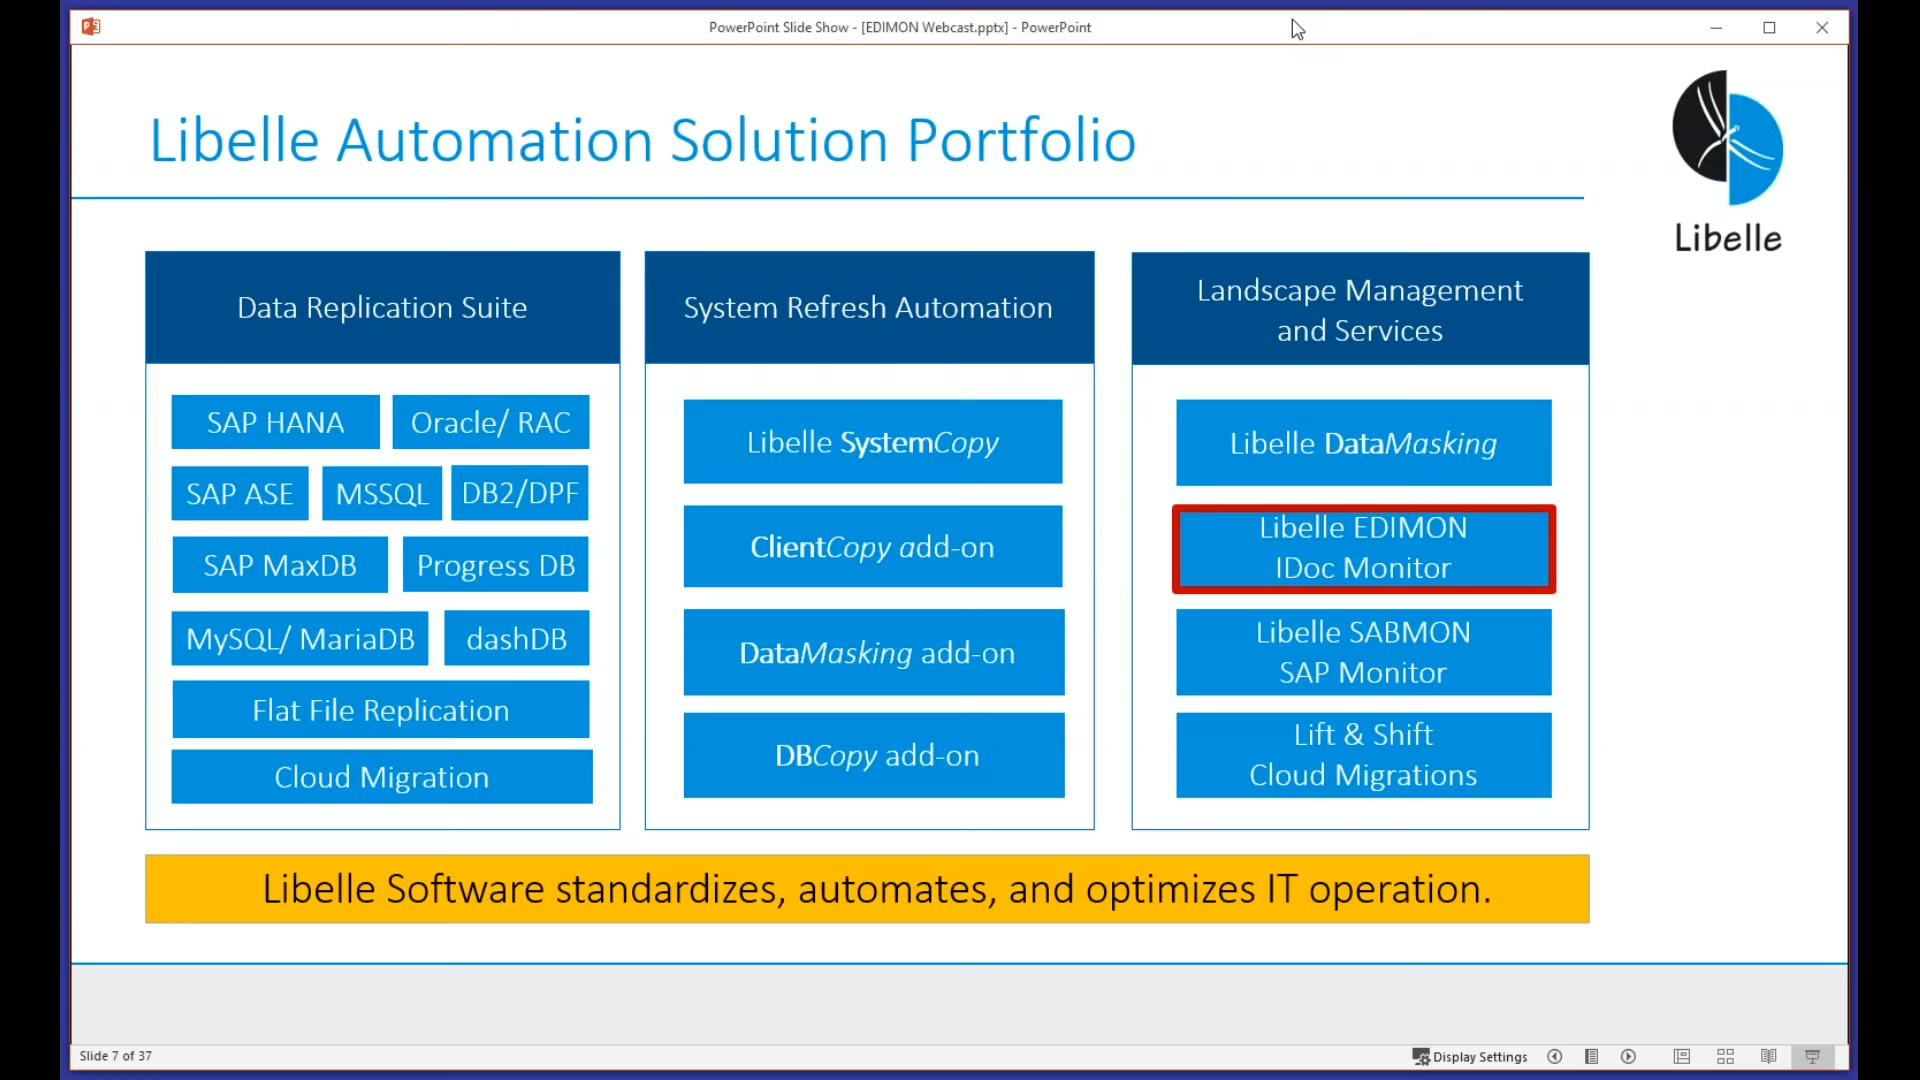 PowerPoint Slide Show - [EDIMON Webcast.pptx] - PowerPoint
Libelle Automation Solution Portfolio
Libelle
Data Replication Suite
SAP HANA
Oracle/ RAC
SAP ASE
MSSQL
DB2/DPF
SAP MaxDB
Progress DB
MySQL/ MariaDB
dashDB
Flat File Replication
Cloud Migration
System Refresh Automation
Libelle SystemCopy
ClientCopy add-on
DataMasking add-on
DBCopy add-on
Landscape Management
and Services
Libelle DataMasking
Libelle EDIMON
IDoc Monitor
Libelle SABMON
SAP Monitor
Lift & Shift
Cloud Migrations
Libelle Software standardizes, automates, and optimizes IT operation.
Slide 7 of 37
Display Settings